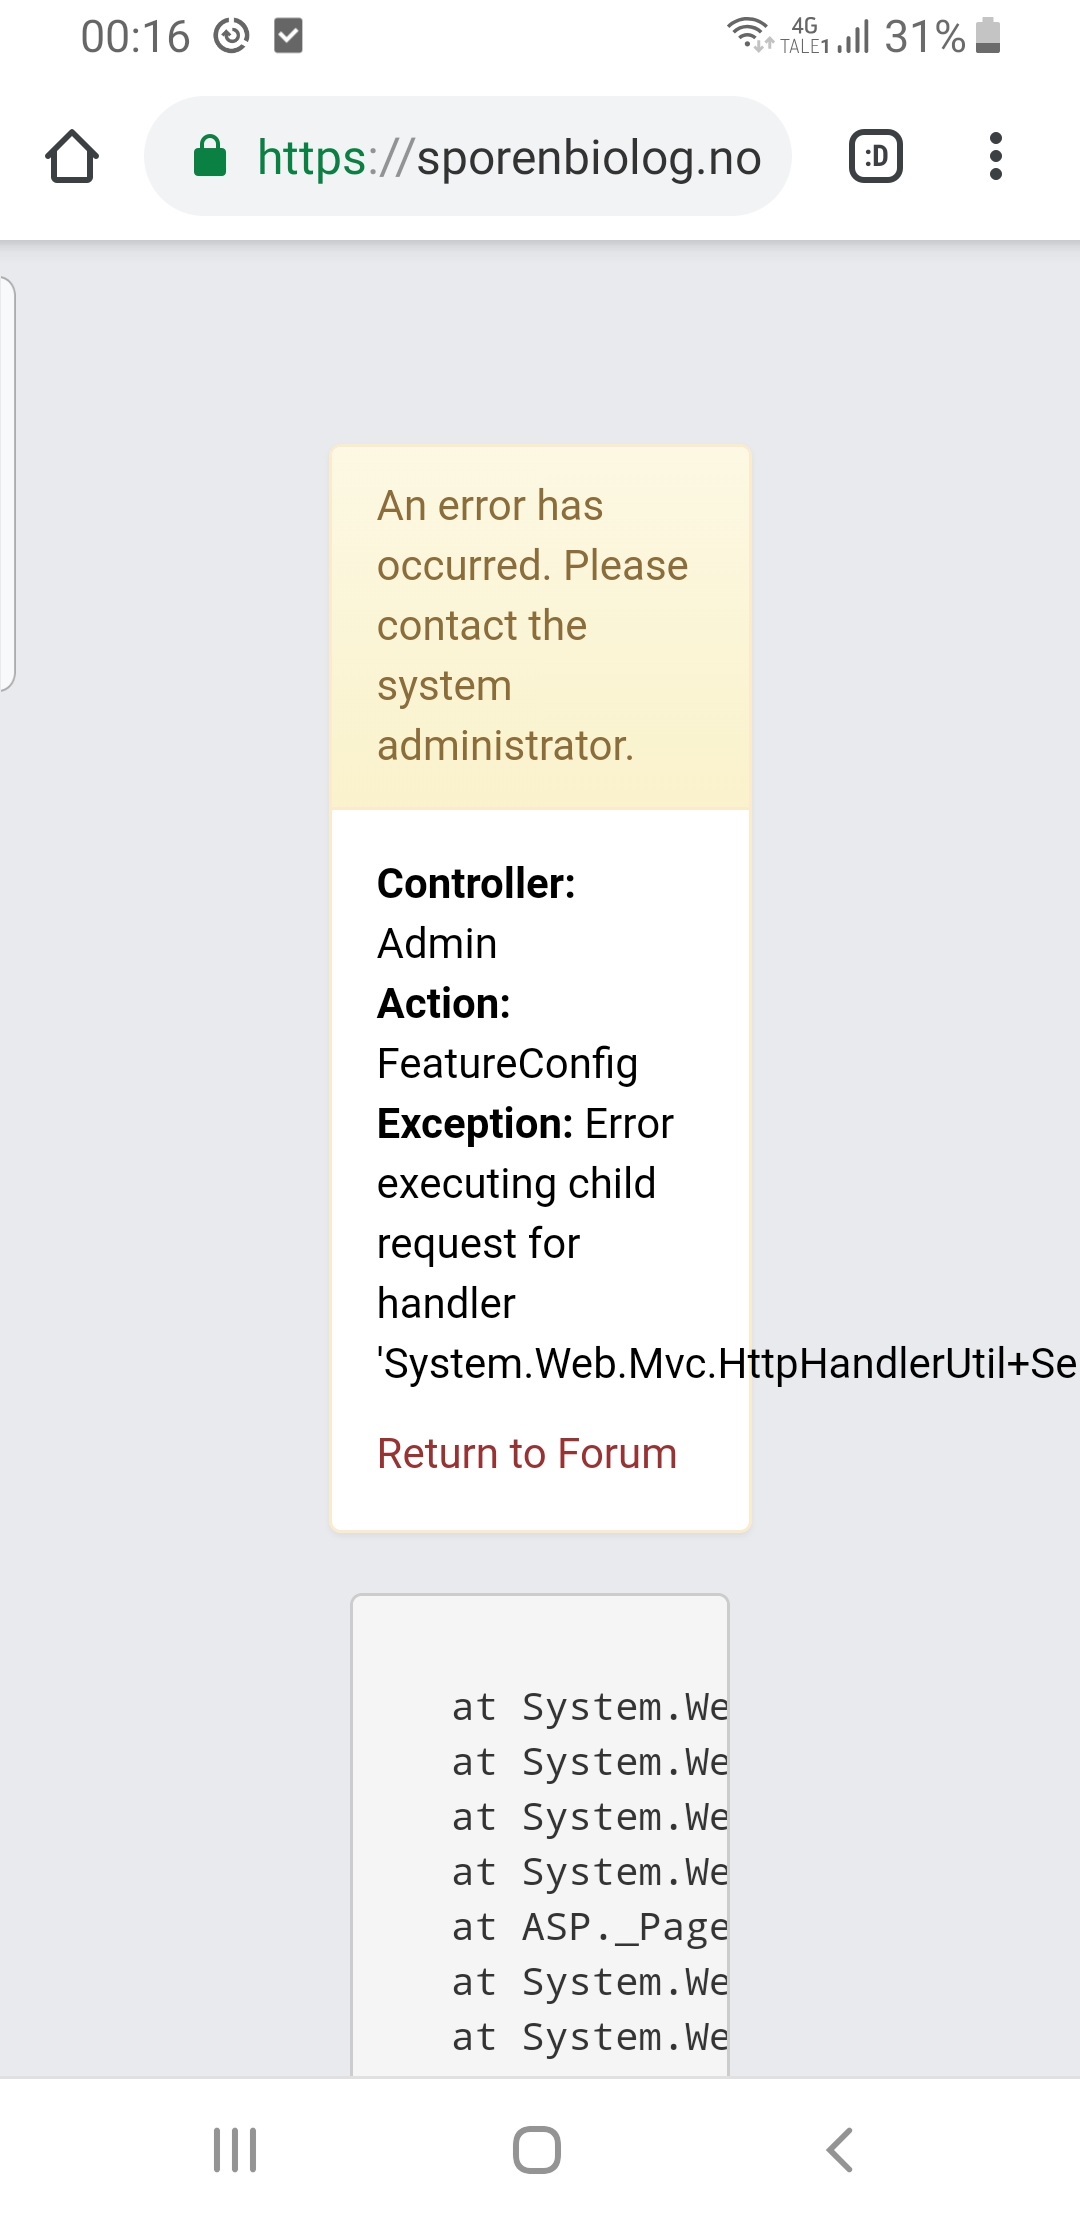 00:16
4G
TALE1
31%
https://sporenbiolog.no
:D
An error has
occurred. Please
contact the
system
administrator.
Controller:
Admin
Action:
FeatureConfig
Exception: Error
executing child
request for
handler
'System.Web.Mvc.HttpHandlerUtil+Se
Return to Forum
at System.We
at System.We
at System.We
at System.We
at ASP._Page
at System.We
at System.We